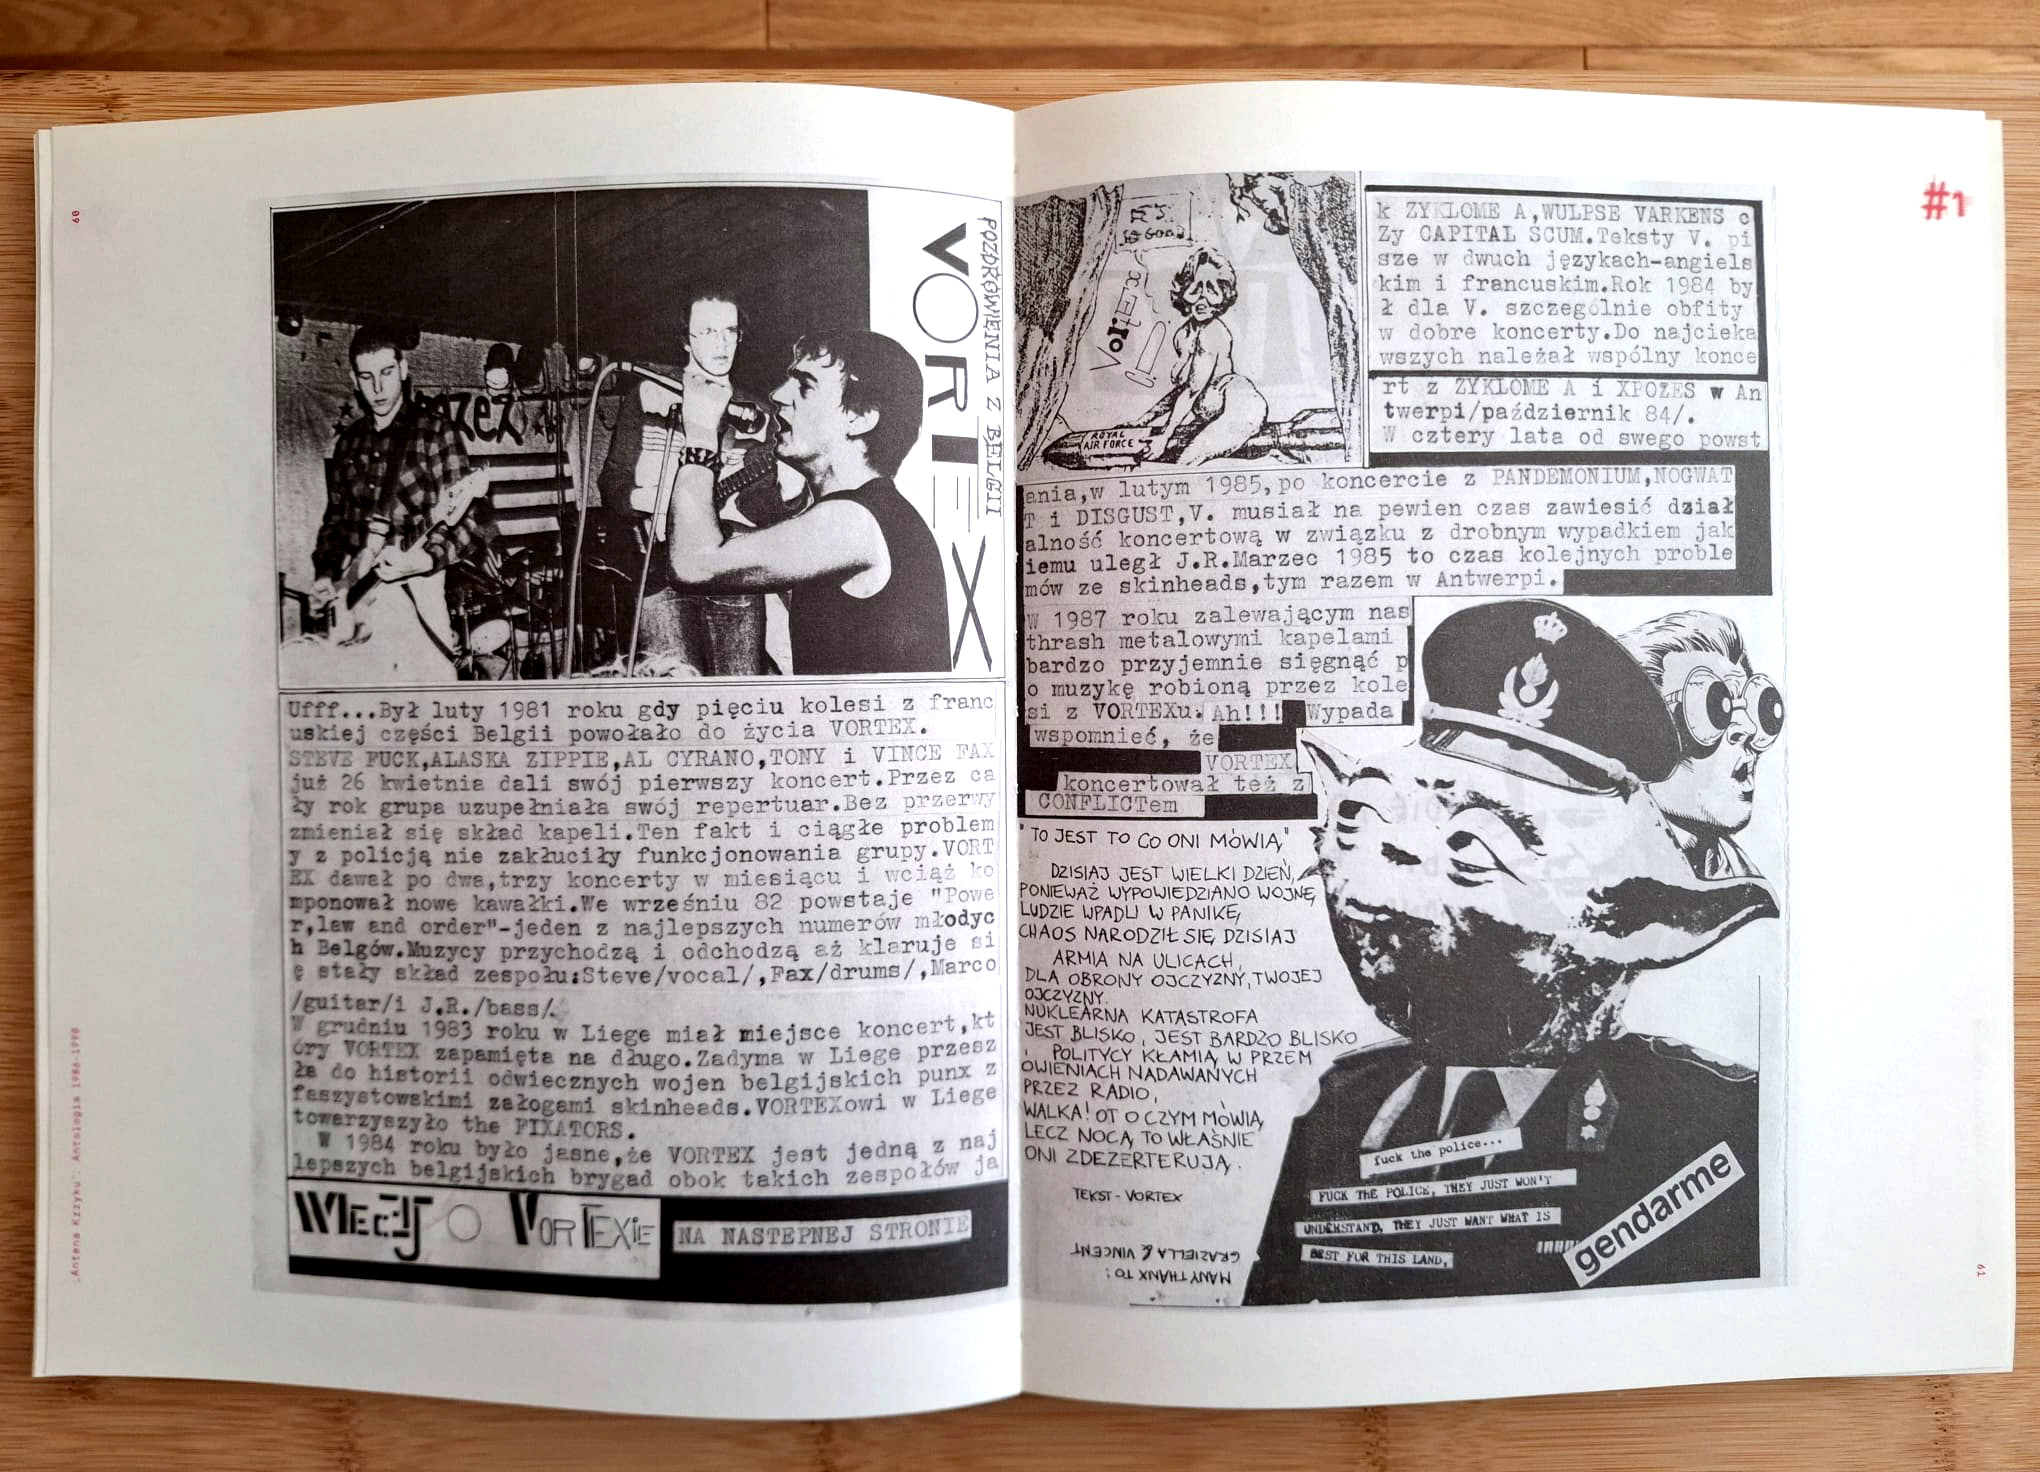 60
POZDRÓWIENIA Z BELGII
VORTEX
Ufff...Był luty 1981 roku gdy pięciu kolesi z franc
uskiej części Belgii powołało do życia VORTEX.
STEVE FUCK,ALASKA ZIPPIE,AL CYRANO,TONY i VINCE FAX
już 26 kwietnia dali swój pierwszy koncert.Przez ca
ły rok grupa uzupełniała swój repertuar.Bez przerwy
zmieniał się skład kapeli.Ten fakt i ciągłe problem
y z policją nie zakłuciły funkcjonowania grupy.VORT
EX dawał po dwa,trzy koncerty w miesiącu i wciąż ko
mponował nowe kawałki.We wrześniu 82 powstaje "Powe
r,law and order"-jeden z najlepszych numerów młodyc
h Belgów.Muzycy przychodzą i odchodzą aż klaruje si
ę stały skład zespołu:Steve/vocal/,Fax/drums/,Marco
/guitar/i J.R./bass/.
W grudniu 1983 roku w Liege miał miejsce koncert,kt
óry VORTEX zapamięta na długo.Zadyma w Liege przesz
ła do historii odwiecznych wojen belgijskich punx z
faszystowskimi załogami skinheads.VORTEXowi w Liege
towarzyszyło the FIXATORS.
W 1984 roku było jasne,że VORTEX jest jedną z naj
lepszych belgijskich brygad obok takich zespołów ja
WIĘCEJ O VORTEXIE
NA NASTEPNEJ STRONIE
"Antena Krzyku". Antologia 1986-1998
#1
VORTEX
ROYAL
AIR FORCE
k ZYKLOME A,WULPSE VARKENS c
Zy CAPITAL SCUM.Teksty V. pi
sze w dwuch językach-angiels
kim i francuskim.Rok 1984 by
ł dla V. szczególnie obfity
w dobre koncerty.Do najcieka
wszych należał wspólny konce
rt z ZYKLOME A i XPOZES w An
twerpi/październik 84/.
W cztery lata od swego powst
ania,w lutym 1985,po koncercie z PANDEMONIUM,NOGWAT
T i DISGUST,V. musiał na pewien czas zawiesić dział
alność koncertową w związku z drobnym wypadkiem jak
iemu uległ J.R.Marzec 1985 to czas kolejnych proble
mów ze skinheads,tym razem w Antwerpi.
W 1987 roku zalewającym nas
thrash metalowymi kapelami
bardzo przyjemnie sięgnąć p
o muzykę robioną przez kole
si z VORTEXu. Ah!!! Wypada
wspomnieć, że
VORTEX
koncertował też z
CONFLICTem
"TO JEST TO CO ONI MÓWIĄ"
DZISIAJ JEST WIELKI DZIEŃ,
PONIEWAŻ WYPOWIEDZIANO WOJNĘ
LUDZIE WPADLI W PANIKĘ,
CHAOS NARODZIŁ SIĘ DZISIAJ
ARMIA NA ULICACH,
DLA OBRONY OJCZYZNY, TWOJEJ
OJCZYZNY.
NUKLEARNA KATASTROFA
JEST BLISKO, JEST BARDZO BLISKO
, POLITYCY KŁAMIĄ W PRZEM
ÓWIENIACH NADAWANYCH
PRZEZ RADIO,
WALKA! OT O CZYM MÓWIĄ
LECZ NOCĄ TO WŁAŚNIE
ONI ZDEZERTERUJĄ.
TEKST - VORTEX
MANY THANX TO:
GRAZIELLA & VINCENT
fuck the police...
FUCK THE POLICE, THEY JUST WON'T
UNDERSTAND, THEY JUST WANT WHAT IS
BEST FOR THIS LAND,
gendarme
61